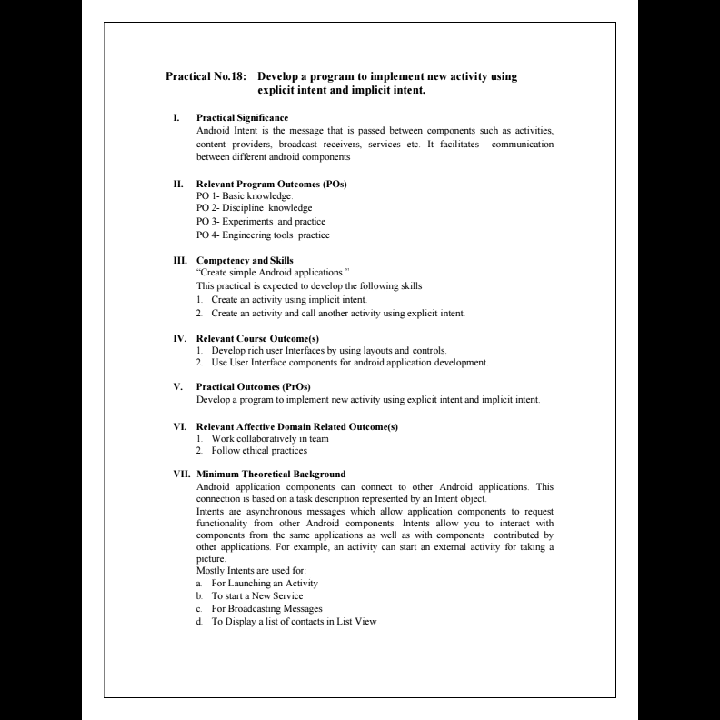 Practical No.18: Develop a program to implement new activity using
explicit intent and implicit intent.
I. Practical Significance
Android Intent is the message that is passed between components such as activities,
content providers, broadcast receivers, services etc. It facilitates communication
between different android components
II. Relevant Program Outcomes (POs)
PO 1- Basic knowledge.
PO 2- Discipline knowledge
PO 3- Experiments and practice
PO 4- Engineering tools practice
III. Competency and Skills
“Create simple Android applications.”
This practical is expected to develop the following skills
1. Create an activity using implicit intent.
2. Create an activity and call another activity using explicit intent.
IV. Relevant Course Outcome(s)
1. Develop rich user Interfaces by using layouts and controls.
2. Use User Interface components for android application development.
V. Practical Outcomes (PrOs)
Develop a program to implement new activity using explicit intent and implicit intent.
VI. Relevant Affective Domain Related Outcome(s)
1. Work collaboratively in team
2. Follow ethical practices
VII. Minimum Theoretical Background
Android application components can connect to other Android applications. This
connection is based on a task description represented by an Intent object.
Intents are asynchronous messages which allow application components to request
functionality from other Android components. Intents allow you to interact with
components from the same applications as well as with components contributed by
other applications. For example, an activity can start an external activity for taking a
picture.
Mostly Intents are used for:
a. For Launching an Activity
b. To start a New Service
c. For Broadcasting Messages
d. To Display a list of contacts in List View